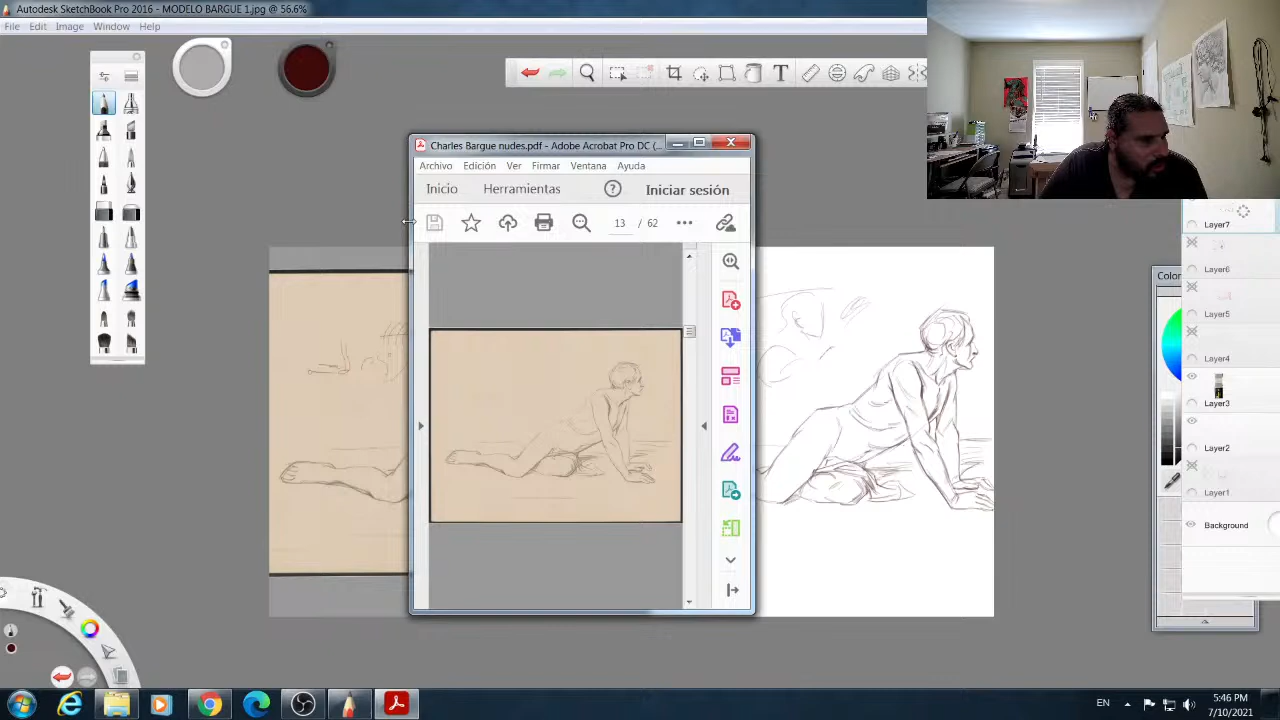 Autodesk SketchBook Pro 2016 - MODELO BARGUE 1.jpg @ 56.6%
File Edit Image Window Help
T
Charles Bargue nudes.pdf - Adobe Acrobat Pro DC (...
Archivo Edición Ver Firmar Ventana Ayuda
Inicio Herramientas ? Iniciar sesión
13 / 62
Layer7
Layer6
Layer5
Layer4
Layer3
Layer2
Layer1
Background
Color
EN
5:46 PM
7/10/2021